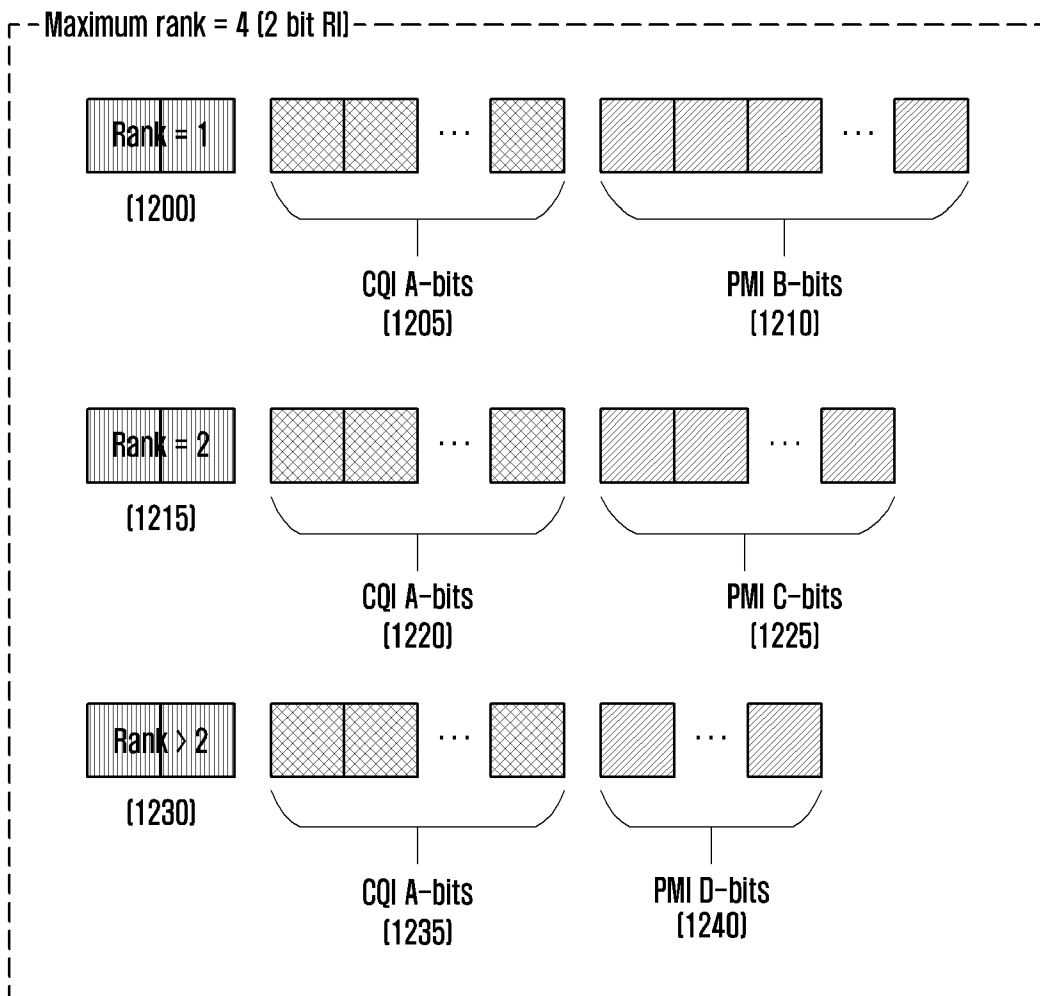 Maximum rank = 4 (2 bit RI)
Rank = 1
...
...
(1200)
CQI A-bits
(1205)
PMI B-bits
(1210)
Rank = 2
...
...
(1215)
CQI A-bits
(1220)
PMI C-bits
(1225)
Rank > 2
...
...
(1230)
CQI A-bits
(1235)
PMI D-bits
(1240)